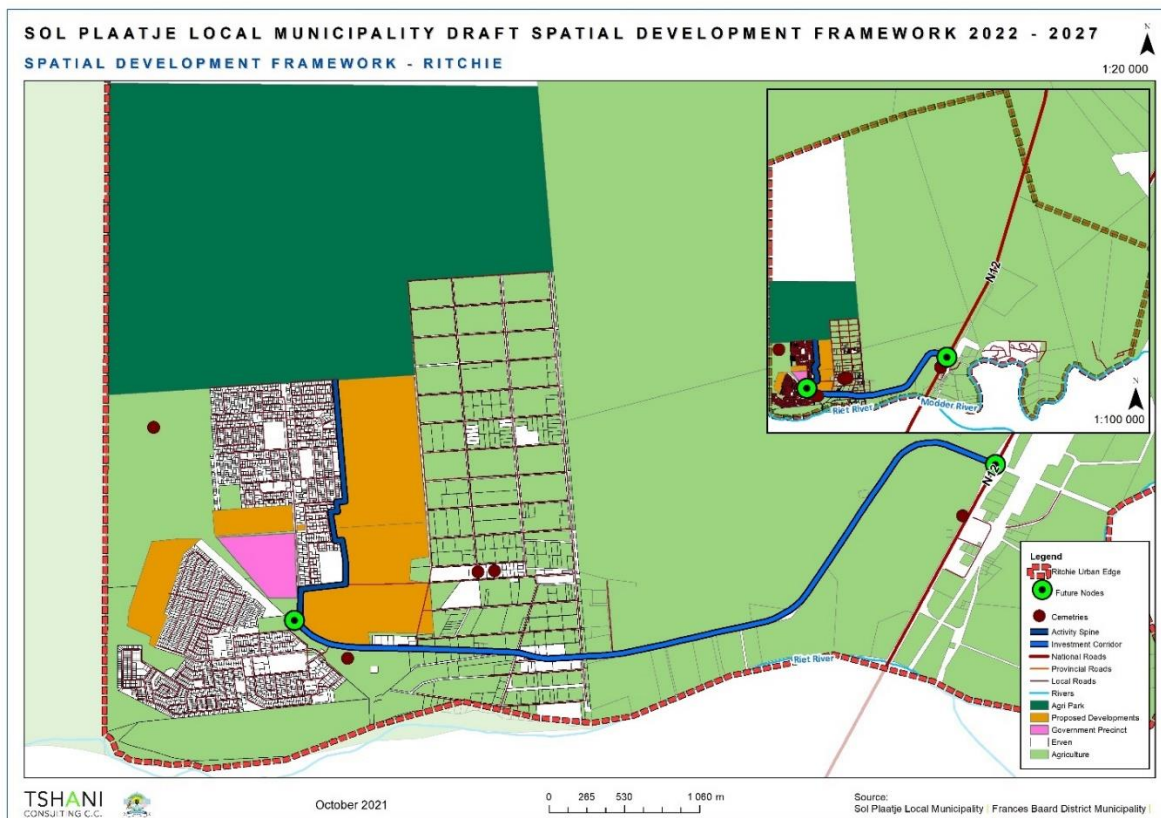 SOL PLAATJE LOCAL MUNICIPALITY DRAFT SPATIAL DEVELOPMENT FRAMEWORK 2022 - 2027
SPATIAL DEVELOPMENT FRAMEWORK - RITCHIE
N
1:20 000
N12
Riet River
Modder River
N
1:100 000
N12
Riet River
Legend
Ritchie Urban Edge
Future Nodes
Cemetries
Activity Spine
Investment Corridor
National Roads
Provincial Roads
Local Roads
Rivers
Agri Park
Proposed Developments
Government Precinct
Erven
Agriculture
TSHANI
CONSULTING C.C.
October 2021
0 265 530 1 060 m
Source:
Sol Plaatje Local Municipality | Frances Baard District Municipality |